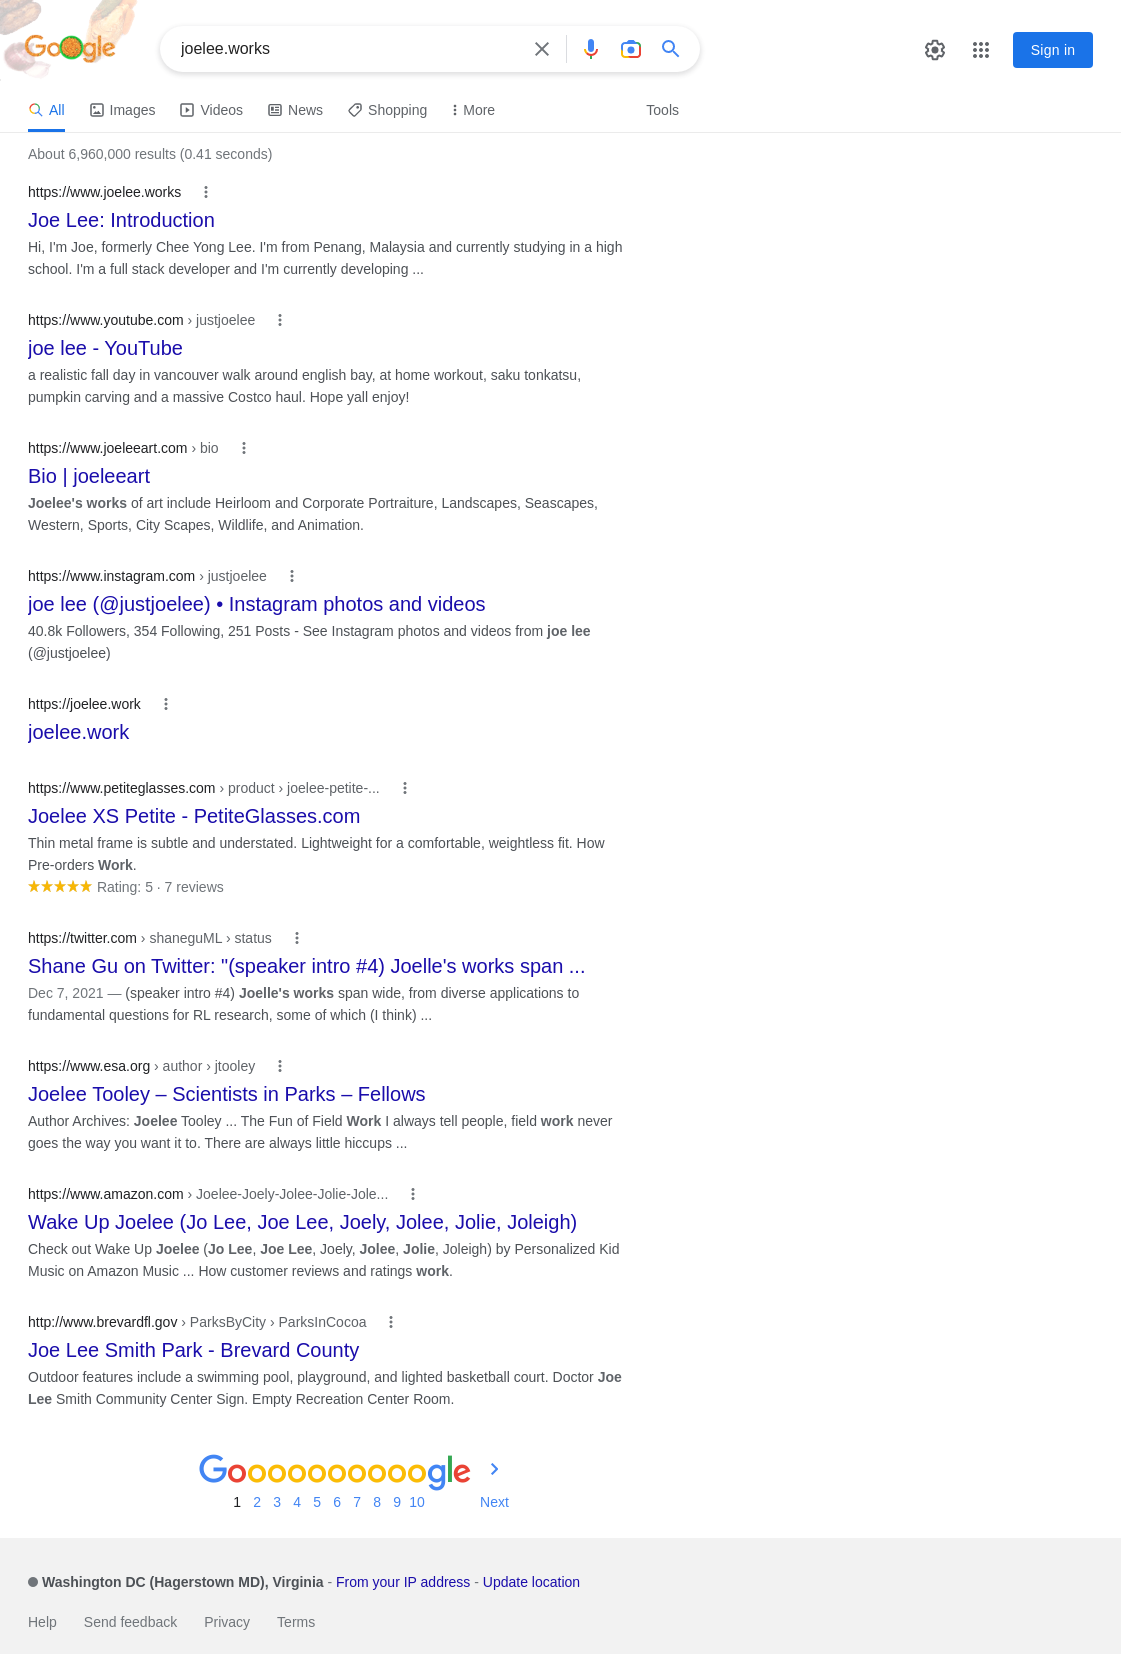 Google
joelee.works
Sign in
All Images Videos News Shopping More Tools
About 6,960,000 results (0.41 seconds)
https://www.joelee.works
Joe Lee: Introduction
Hi, I'm Joe, formerly Chee Yong Lee. I'm from Penang, Malaysia and currently studying in a high
school. I'm a full stack developer and I'm currently developing ...
https://www.youtube.com › justjoelee
joe lee - YouTube
a realistic fall day in vancouver walk around english bay, at home workout, saku tonkatsu,
pumpkin carving and a massive Costco haul. Hope yall enjoy!
https://www.joeleeart.com › bio
Bio | joeleeart
Joelee's works of art include Heirloom and Corporate Portraiture, Landscapes, Seascapes,
Western, Sports, City Scapes, Wildlife, and Animation.
https://www.instagram.com › justjoelee
joe lee (@justjoelee) • Instagram photos and videos
40.8k Followers, 354 Following, 251 Posts - See Instagram photos and videos from joe lee
(@justjoelee)
https://joelee.work
joelee.work
https://www.petiteglasses.com › product › joelee-petite-...
Joelee XS Petite - PetiteGlasses.com
Thin metal frame is subtle and understated. Lightweight for a comfortable, weightless fit. How
Pre-orders Work.
Rating: 5 · 7 reviews
https://twitter.com › shaneguML › status
Shane Gu on Twitter: "(speaker intro #4) Joelle's works span ...
Dec 7, 2021 — (speaker intro #4) Joelle's works span wide, from diverse applications to
fundamental questions for RL research, some of which (I think) ...
https://www.esa.org › author › jtooley
Joelee Tooley – Scientists in Parks – Fellows
Author Archives: Joelee Tooley ... The Fun of Field Work I always tell people, field work never
goes the way you want it to. There are always little hiccups ...
https://www.amazon.com › Joelee-Joely-Jolee-Jolie-Jole...
Wake Up Joelee (Jo Lee, Joe Lee, Joely, Jolee, Jolie, Joleigh)
Check out Wake Up Joelee (Jo Lee, Joe Lee, Joely, Jolee, Jolie, Joleigh) by Personalized Kid
Music on Amazon Music ... How customer reviews and ratings work.
http://www.brevardfl.gov › ParksByCity › ParksInCocoa
Joe Lee Smith Park - Brevard County
Outdoor features include a swimming pool, playground, and lighted basketball court. Doctor Joe
Lee Smith Community Center Sign. Empty Recreation Center Room.
Goooooooooogle
1 2 3 4 5 6 7 8 9 10 Next
Washington DC (Hagerstown MD), Virginia - From your IP address - Update location
Help Send feedback Privacy Terms